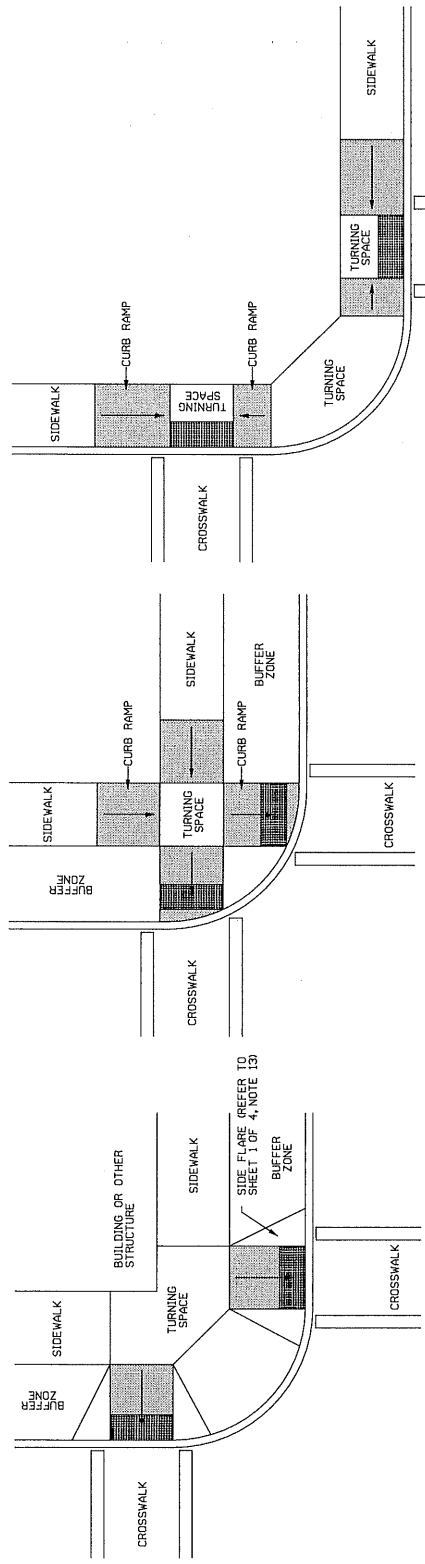 SIDEWALK
CURB RAMP
TURNING
SPACE
CURB RAMP
TURNING
SPACE
CROSSWALK
TURNING
SPACE
SIDEWALK
SIDEWALK
BUFFER
ZONE
CURB RAMP
TURNING
SPACE
SIDEWALK
CURB RAMP
BUFFER
ZONE
CROSSWALK
CROSSWALK
BUILDING OR OTHER
STRUCTURE
SIDEWALK
BUFFER
ZONE
TURNING
SPACE
SIDEWALK
SIDE FLARE (REFER TO
SHEET 1 OF 4, NOTE 13)
BUFFER
ZONE
CROSSWALK
CROSSWALK